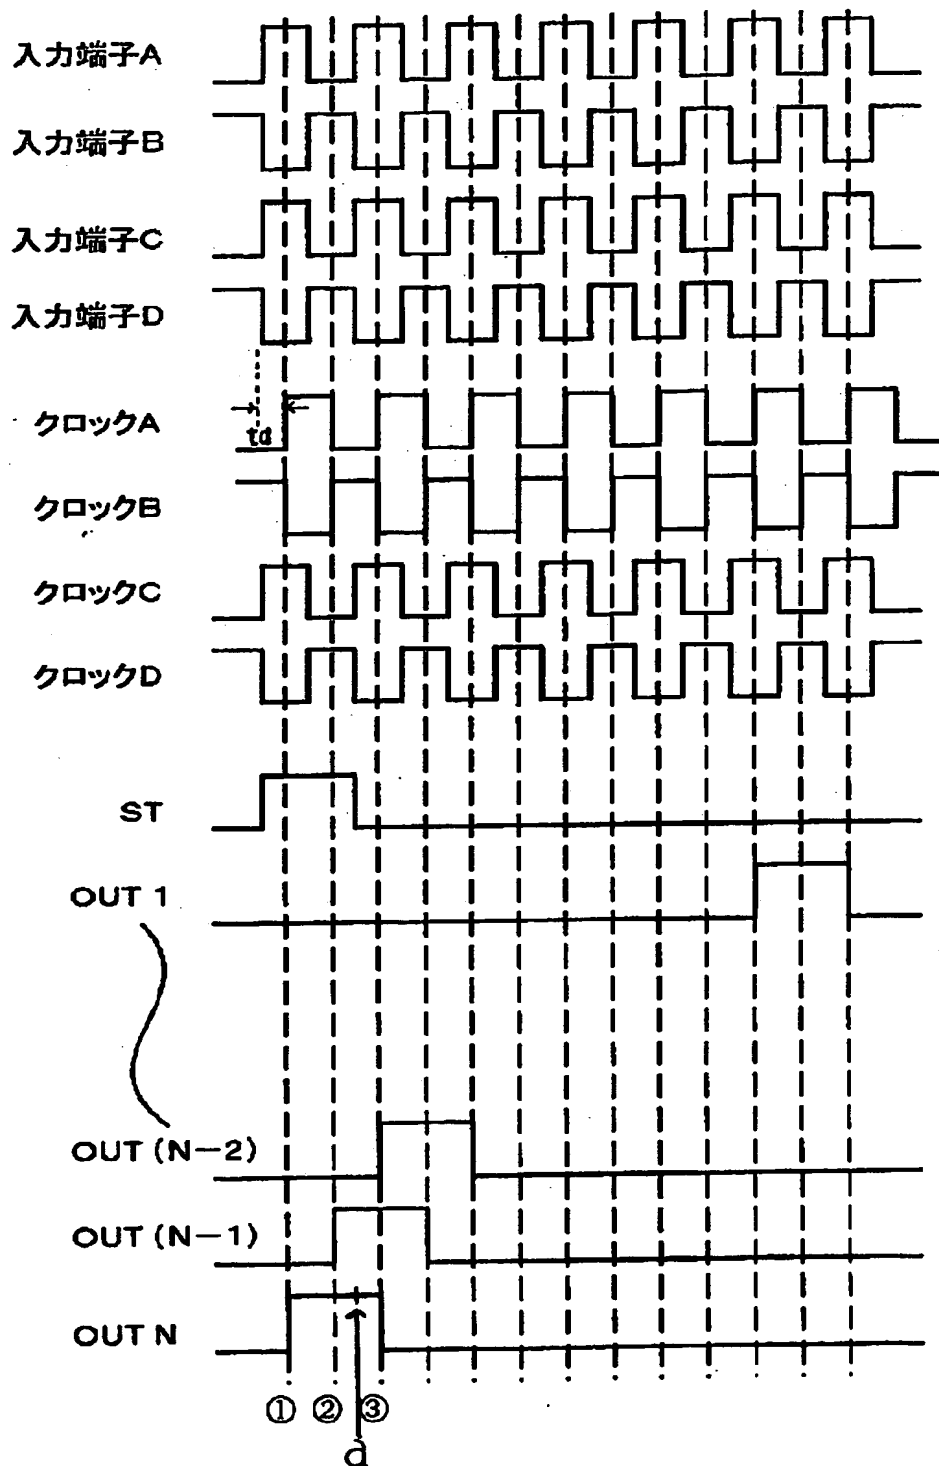 入力端子A
入力端子B
入力端子C
入力端子D
クロックA
td
クロックB
クロックC
クロックD
ST
OUT 1
OUT (N-2)
OUT (N-1)
OUT N
① ② ③
d